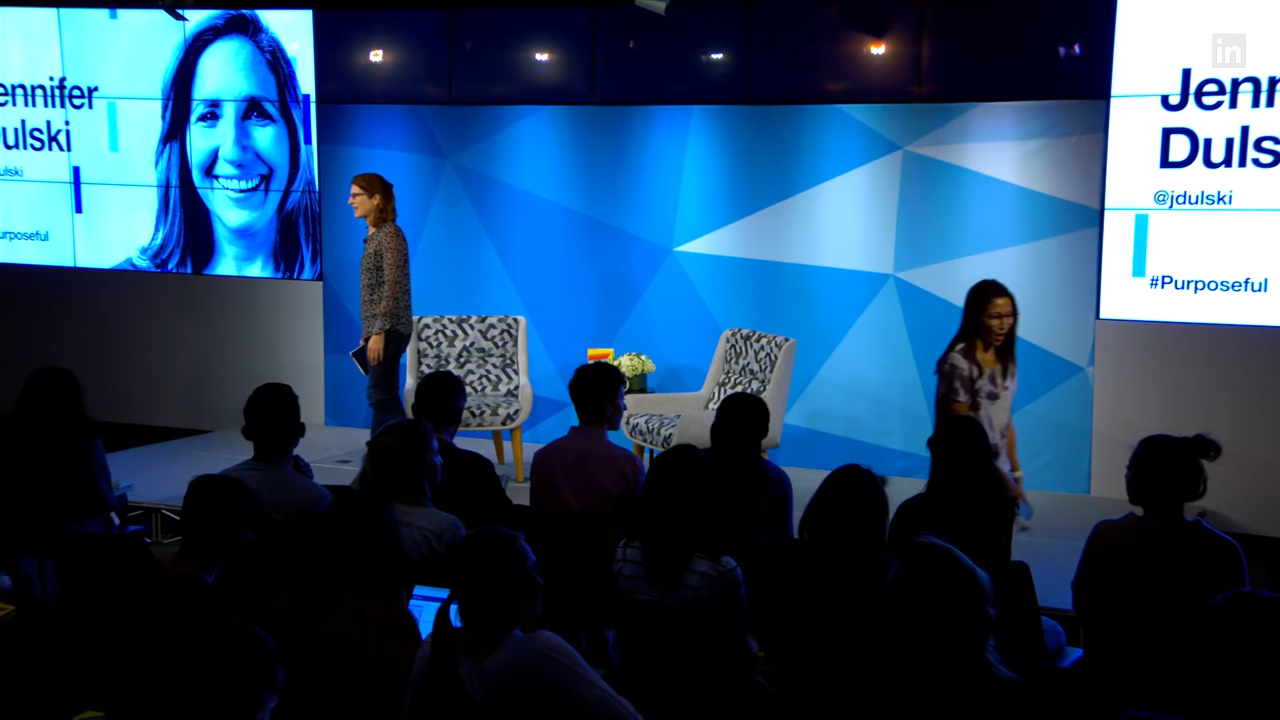 ennifer
ulski
ulski
urposeful
in
Jenn
Duls
@jdulski
#Purposeful